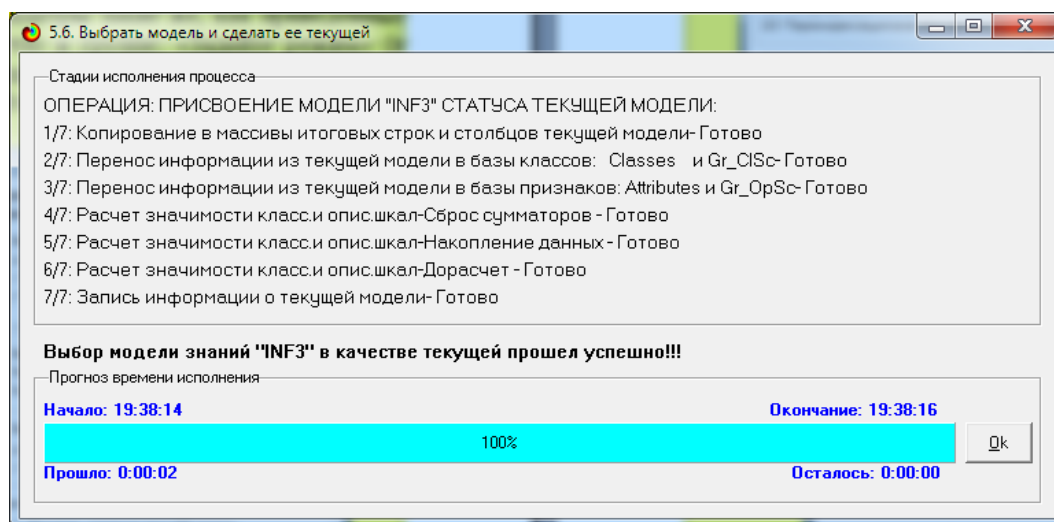 5.6. Выбрать модель и сделать ее текущей
Стадии исполнения процесса
ОПЕРАЦИЯ: ПРИСВОЕНИЕ МОДЕЛИ "INF3" СТАТУСА ТЕКУЩЕЙ МОДЕЛИ:
1/7: Копирование в массивы итоговых строк и столбцов текущей модели- Готово
2/7: Перенос информации из текущей модели в базы классов: Classes и Gr_ClSc- Готово
3/7: Перенос информации из текущей модели в базы признаков: Attributes и Gr_OpSc- Готово
4/7: Расчет значимости класс.и опис.шкал-Сброс сумматоров - Готово
5/7: Расчет значимости класс.и опис.шкал-Накопление данных - Готово
6/7: Расчет значимости класс.и опис.шкал-Дорасчет - Готово
7/7: Запись информации о текущей модели- Готово
Выбор модели знаний "INF3" в качестве текущей прошел успешно!!!
Прогноз времени исполнения
Начало: 19:38:14 Окончание: 19:38:16
100% Ok
Прошло: 0:00:02 Осталось: 0:00:00